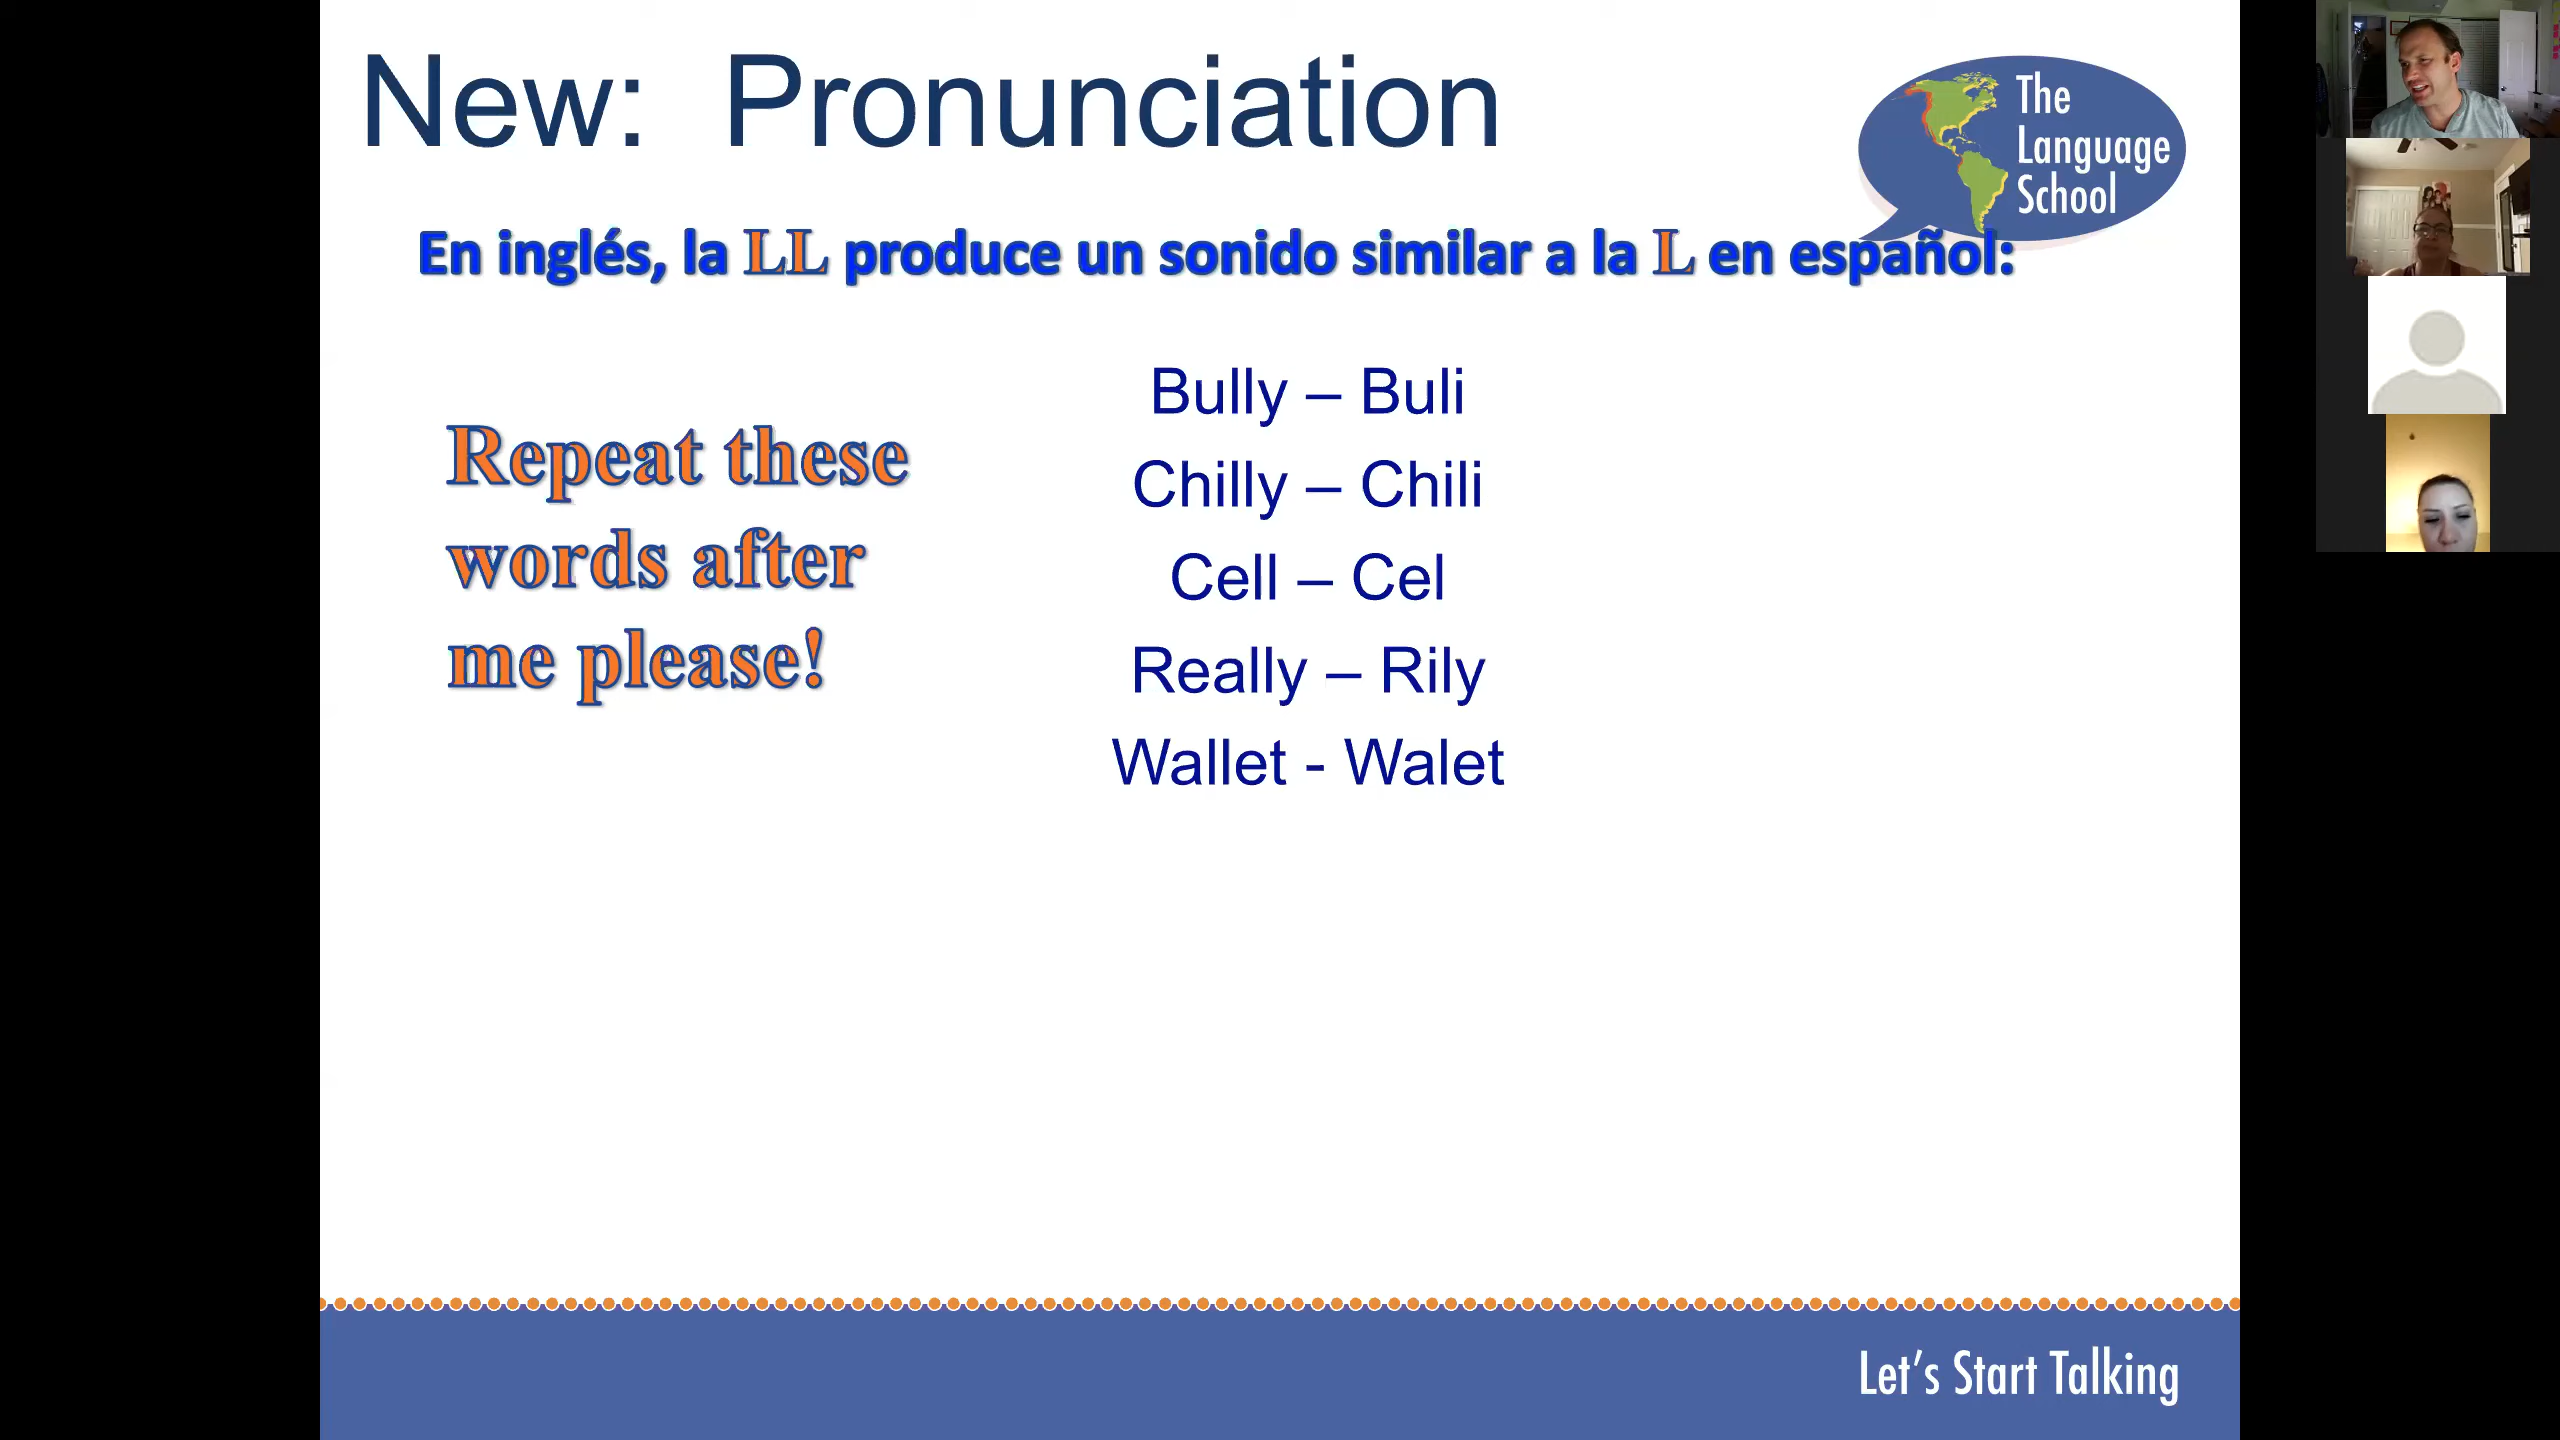 New: Pronunciation
The
Language
School
En inglés, la LL produce un sonido similar a la L en español:
Repeat these
words after
me please!
Bully – Buli
Chilly – Chili
Cell – Cel
Really – Rily
Wallet - Walet
Let's Start Talking